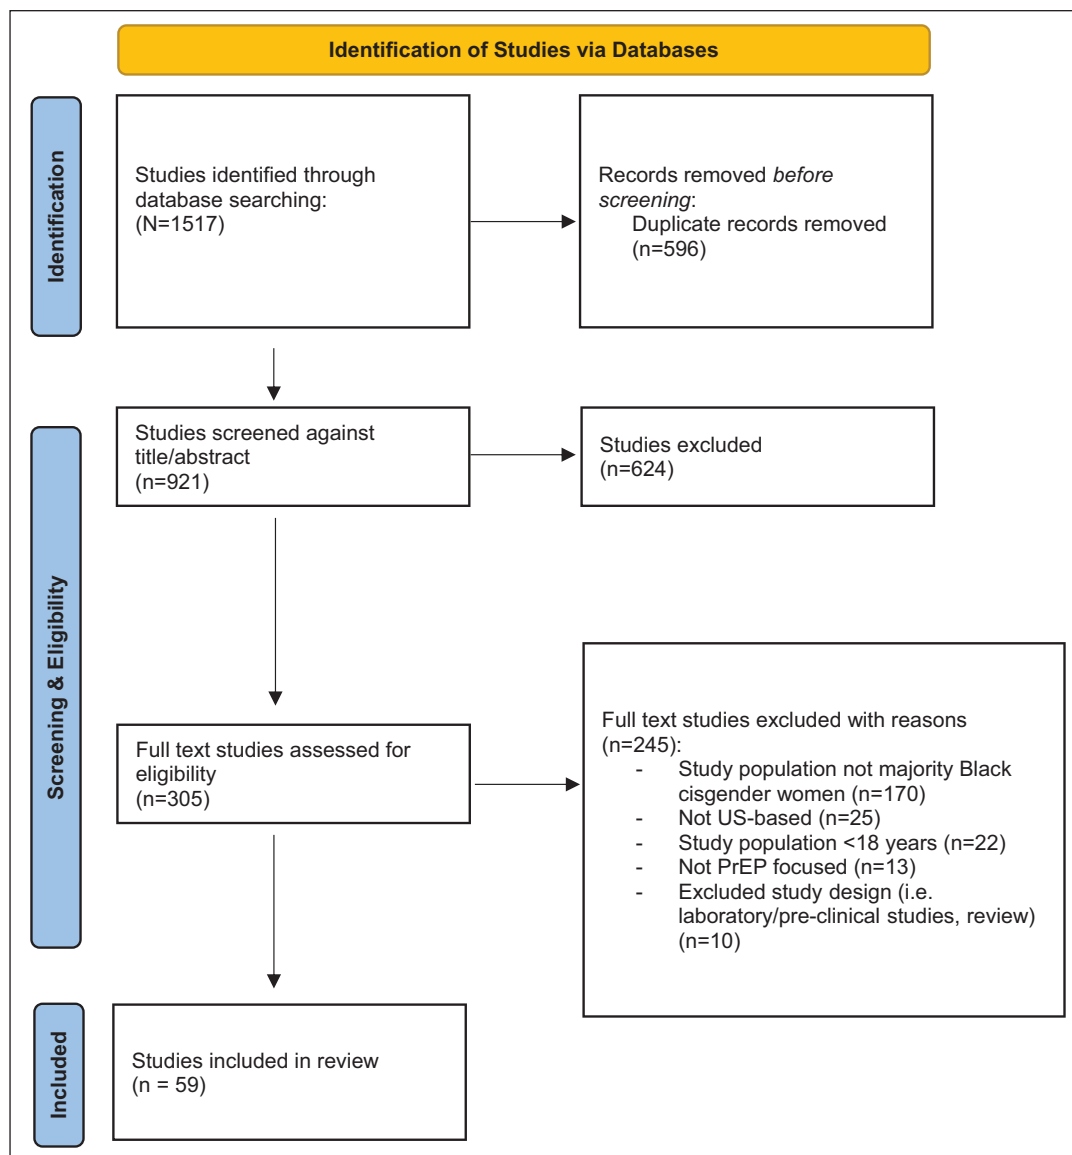 Identification of Studies via Databases
Identification
Studies identified through
database searching:
(N=1517)
Records removed before
screening:
Duplicate records removed
(n=596)
Screening & Eligibility
Studies screened against
title/abstract
(n=921)
Studies excluded
(n=624)
Full text studies assessed for
eligibility
(n=305)
Full text studies excluded with reasons
(n=245):
- Study population not majority Black
cisgender women (n=170)
- Not US-based (n=25)
- Study population <18 years (n=22)
- Not PrEP focused (n=13)
- Excluded study design (i.e.
laboratory/pre-clinical studies, review)
(n=10)
Included
Studies included in review
(n = 59)